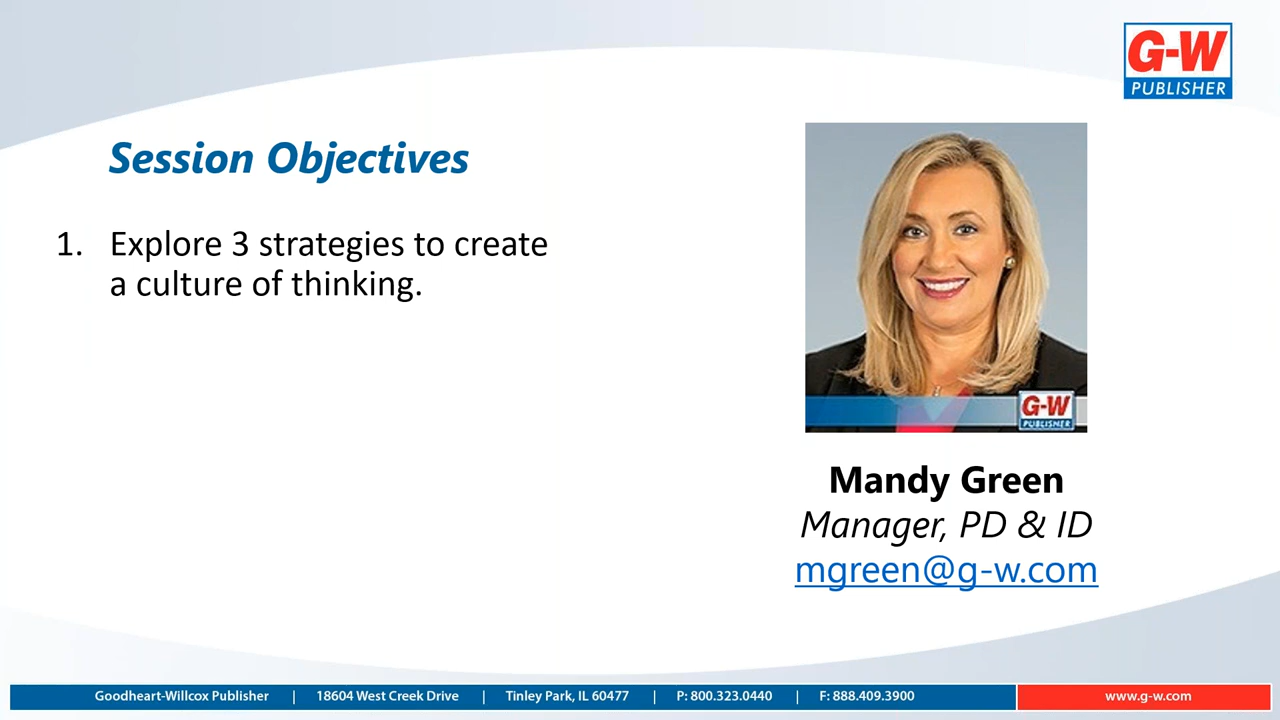 G-W
PUBLISHER
Session Objectives
1. Explore 3 strategies to create
a culture of thinking.
G-W
PUBLISHER
Mandy Green
Manager, PD & ID
mgreen@g-w.com
Goodheart-Willcox Publisher | 18604 West Creek Drive | Tinley Park, IL 60477 | P: 800.323.0440 | F: 888.409.3900 www.g-w.com